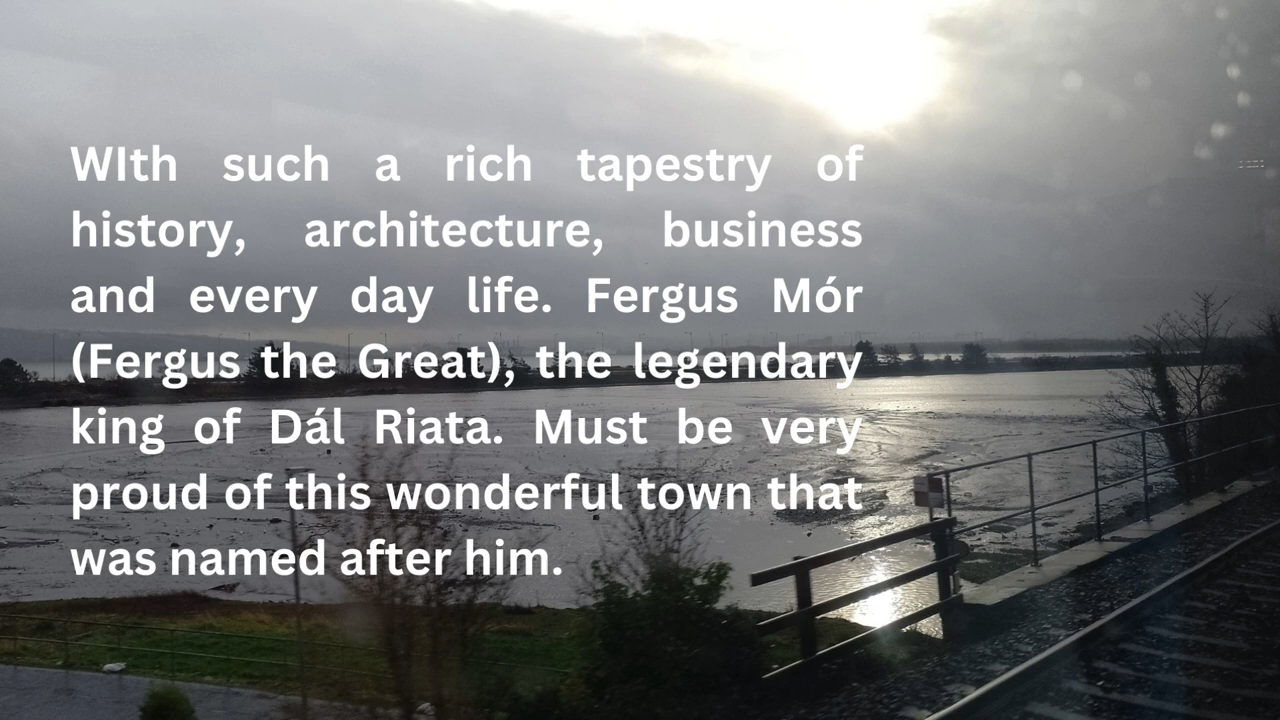 WIth such a rich tapestry of
history, architecture, business
and every day life. Fergus Mór
(Fergus the Great), the legendary
king of Dál Riata. Must be very
proud of this wonderful town that
was named after him.